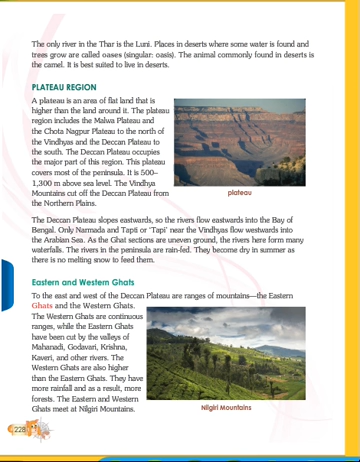 The only river in the Thar is the Luni. Places in deserts where some water is found and
trees grow are called oases (singular: oasis). The animal commonly found in deserts is
the camel. It is best suited to live in deserts.
PLATEAU REGION
A plateau is an area of flat land that is
higher than the land around it. The plateau
region includes the Malwa Plateau and
the Chota Nagpur Plateau to the north of
the Vindhyas and the Deccan Plateau to
the south. The Deccan Plateau occupies
the major part of this region. This plateau
covers most of the peninsula. It is 500–
1,300 m above sea level. The Vindhya
Mountains cut off the Deccan Plateau from
the Northern Plains.
plateau
The Deccan Plateau slopes eastwards, so the rivers flow eastwards into the Bay of
Bengal. Only Narmada and Tapti or 'Tapi' near the Vindhyas flow westwards into
the Arabian Sea. As the Ghat sections are uneven ground, the rivers here form many
waterfalls. The rivers in the peninsula are rain-fed. They become dry in summer as
there is no melting snow to feed them.
Eastern and Western Ghats
To the east and west of the Deccan Plateau are ranges of mountains—the Eastern
Ghats and the Western Ghats.
The Western Ghats are continuous
ranges, while the Eastern Ghats
have been cut by the valleys of
Mahanadi, Godavari, Krishna,
Kaveri, and other rivers. The
Western Ghats are also higher
than the Eastern Ghats. They have
more rainfall and as a result, more
forests. The Eastern and Western
Ghats meet at Nilgiri Mountains.
Nilgiri Mountains
228